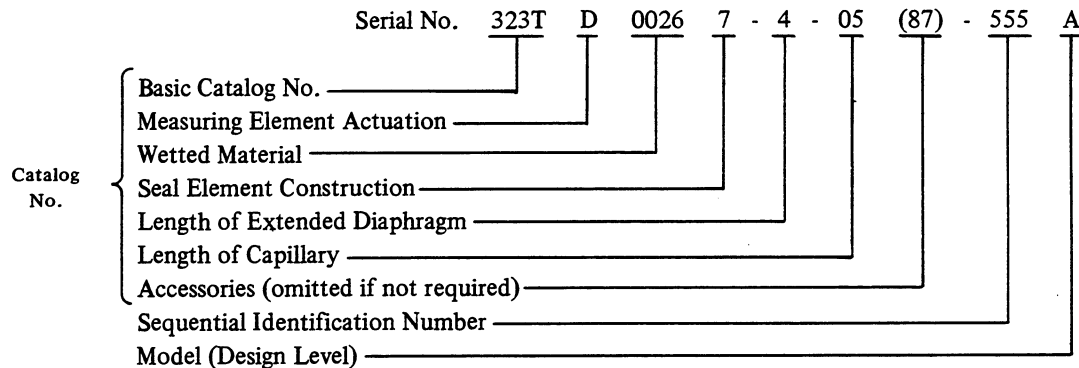 Serial No. 323T D 0026 7 - 4 - 05 (87) - 555 A
Basic Catalog No.
Measuring Element Actuation
Wetted Material
Catalog
No.
Seal Element Construction
Length of Extended Diaphragm
Length of Capillary
Accessories (omitted if not required)
Sequential Identification Number
Model (Design Level)